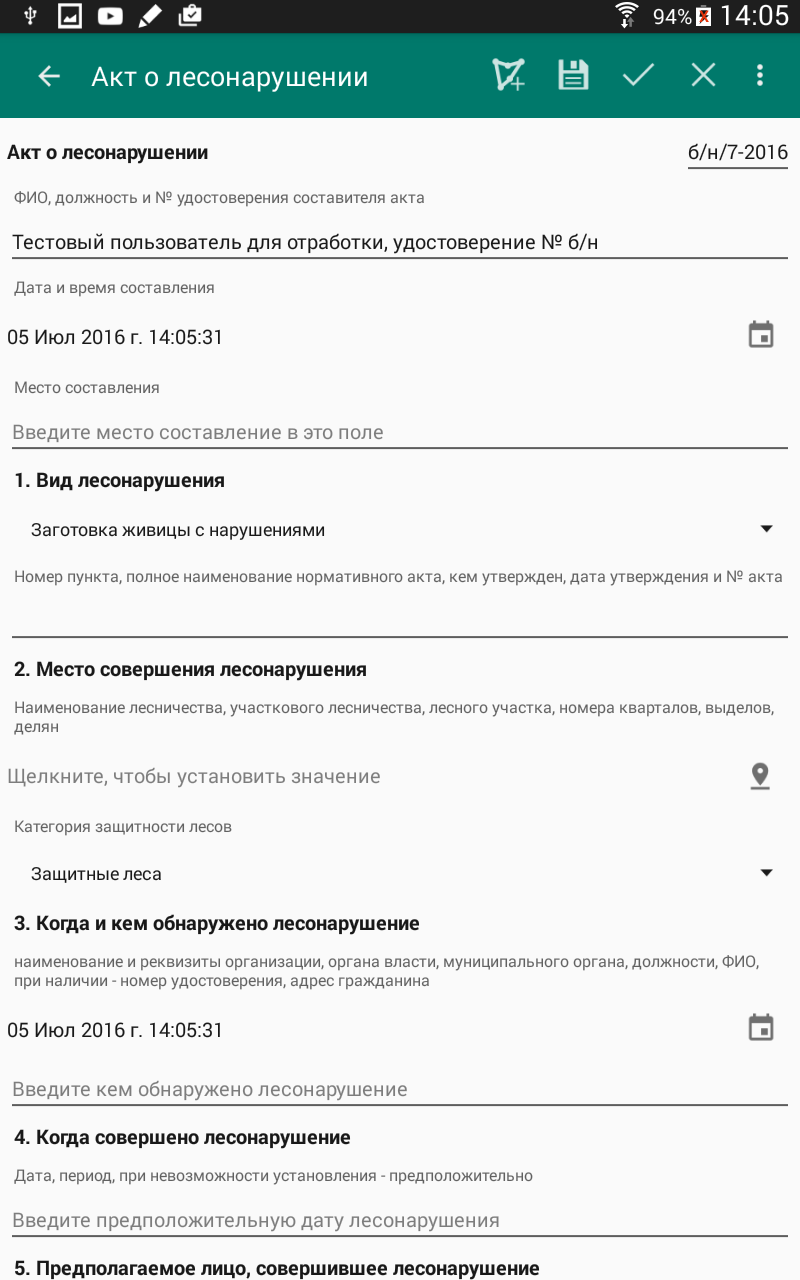 94% 14:05
Акт о лесонарушении
Акт о лесонарушении б/н/7-2016
ФИО, должность и № удостоверения составителя акта
Тестовый пользователь для отработки, удостоверение № б/н
Дата и время составления
05 Июл 2016 г. 14:05:31
Место составления
Введите место составление в это поле
1. Вид лесонарушения
Заготовка живицы с нарушениями
Номер пункта, полное наименование нормативного акта, кем утвержден, дата утверждения и № акта
2. Место совершения лесонарушения
Наименование лесничества, участкового лесничества, лесного участка, номера кварталов, выделов,
делян
Щелкните, чтобы установить значение
Категория защитности лесов
Защитные леса
3. Когда и кем обнаружено лесонарушение
наименование и реквизиты организации, органа власти, муниципального органа, должности, ФИО,
при наличии - номер удостоверения, адрес гражданина
05 Июл 2016 г. 14:05:31
Введите кем обнаружено лесонарушение
4. Когда совершено лесонарушение
Дата, период, при невозможности установления - предположительно
Введите предположительную дату лесонарушения
5. Предполагаемое лицо, совершившее лесонарушение